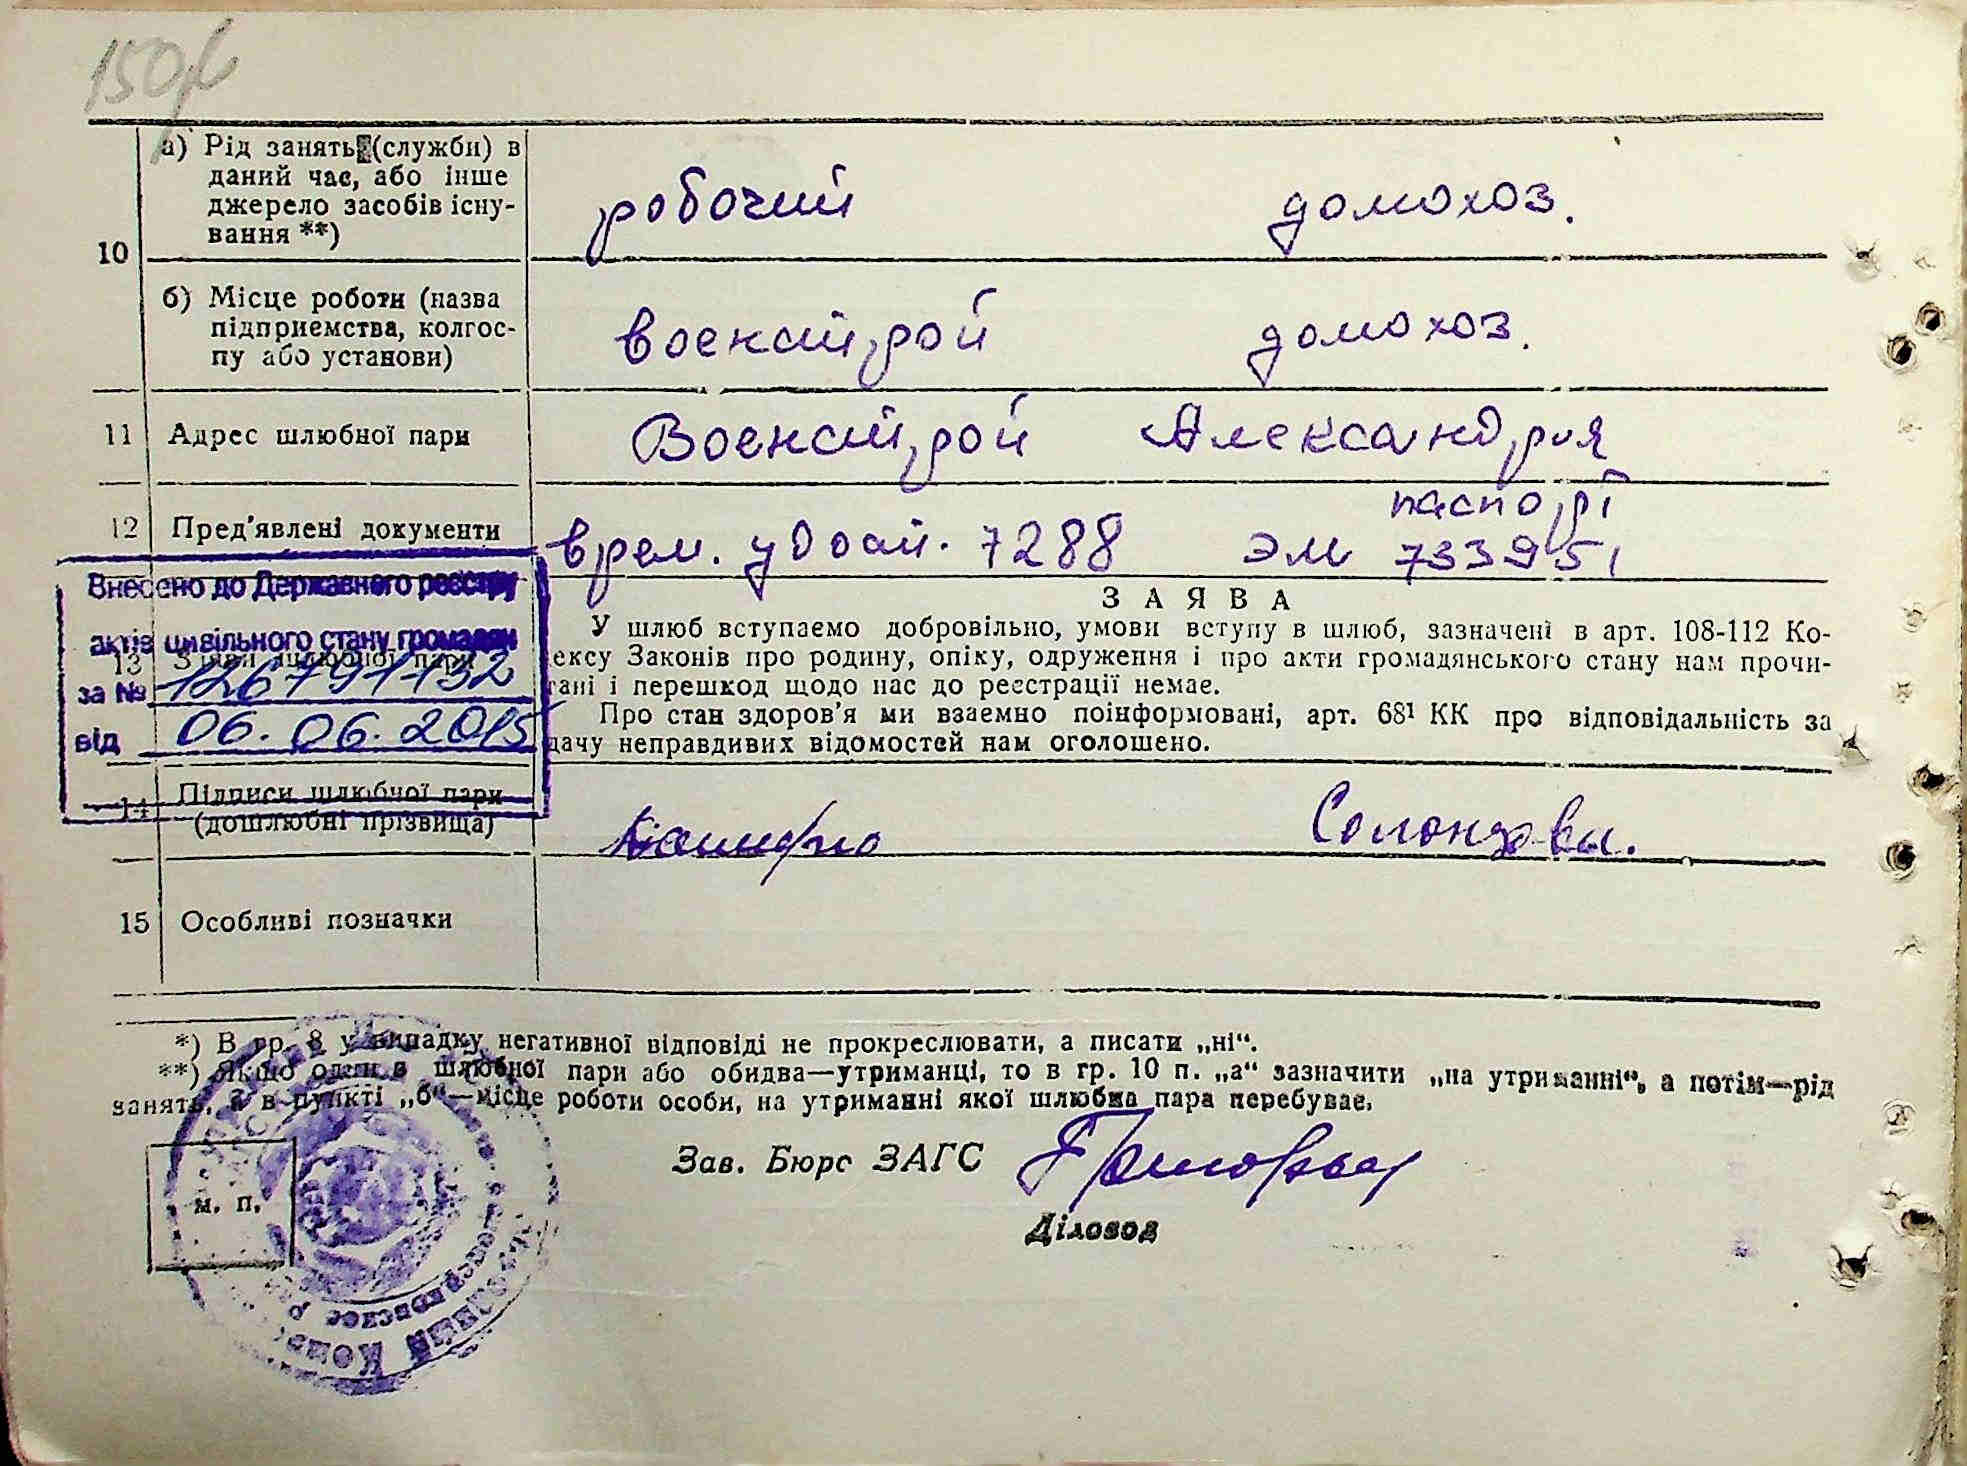 а) Рід занять (служби) в
даний час, або інше
джерело засобів існу-
вання **)
робочий домохоз.
10
б) Місце роботи (назва
підприємства, колгос-
пу або установи)
военстрой домохоз.
11 Адрес шлюбної пари Военстрой Александрия
12 Пред'явлені документи врем. удост. 7288 паспорт
ЭМ 733951
Внесено до Державного реєстру
актів цивільного стану громадян
за № 126791132
від 06.06.2015
13 Заяви шлюбної пари
ЗАЯВА
У шлюб вступаємо добровільно, умови вступу в шлюб, зазначені в арт. 108-112 Ко-
ексу Законів про родину, опіку, одруження і про акти громадянського стану нам прочи-
тані і перешкод щодо нас до реєстрації немає.
Про стан здоров'я ми взаємно поінформовані, арт. 68¹ КК про відповідальність за
дачу неправдивих відомостей нам оголошено.
14 Підписи шлюбної пари
(дошлюбні прізвища)
15 Особливі позначки
*) В гр. 8 у випадку негативної відповіді не прокреслювати, а писати „ні“.
**) Якщо один з шлюбної пари або обидва—утриманці, то в гр. 10 п. „а“ зазначити „на утриманні“, а потім—рід
занять, а в пункті „б“—місце роботи особи, на утриманні якої шлюбна пара перебуває.
Зав. Бюро ЗАГС
м. п.
Діловод